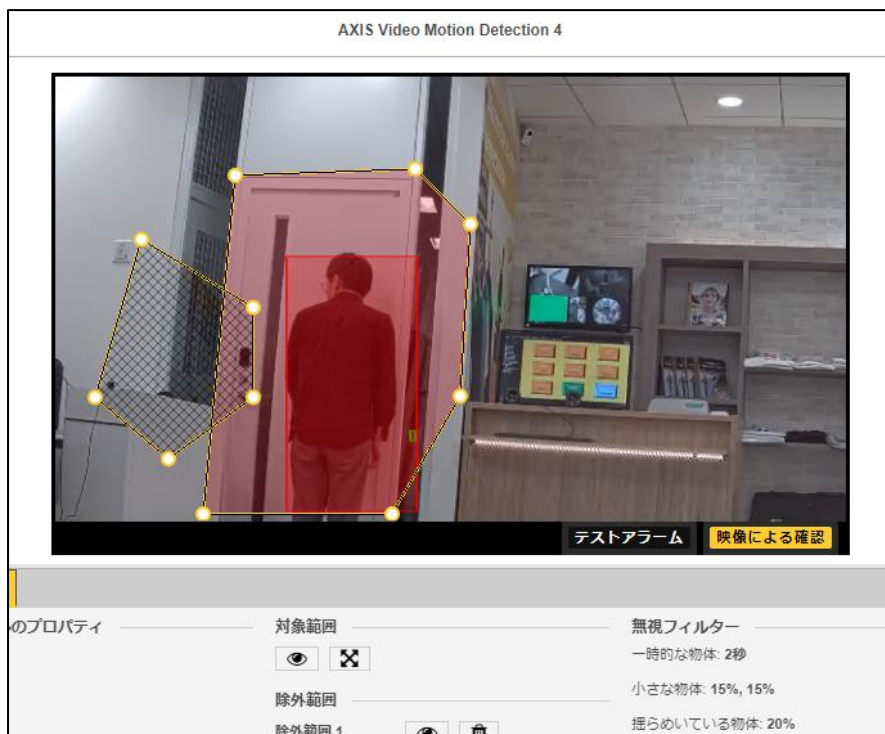 AXIS Video Motion Detection 4
テストアラーム
映像による確認
のプロパティ
対象範囲
無視フィルター
一時的な物体: 2秒
小さな物体: 15%, 15%
除外範囲
揺らめいている物体: 20%
除外範囲 1